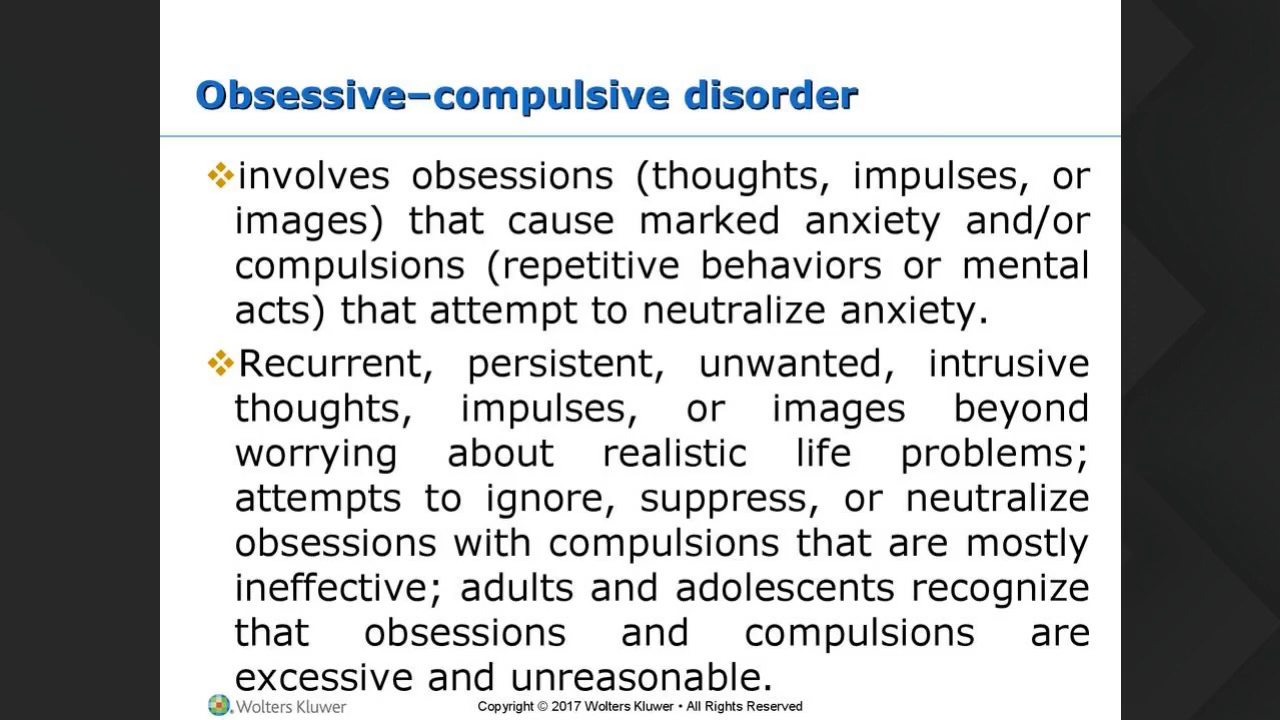 Obsessive–compulsive disorder
❖involves obsessions (thoughts, impulses, or
images) that cause marked anxiety and/or
compulsions (repetitive behaviors or mental
acts) that attempt to neutralize anxiety.
❖Recurrent, persistent, unwanted, intrusive
thoughts, impulses, or images beyond
worrying about realistic life problems;
attempts to ignore, suppress, or neutralize
obsessions with compulsions that are mostly
ineffective; adults and adolescents recognize
that obsessions and compulsions are
excessive and unreasonable.
Wolters Kluwer
Copyright © 2017 Wolters Kluwer • All Rights Reserved